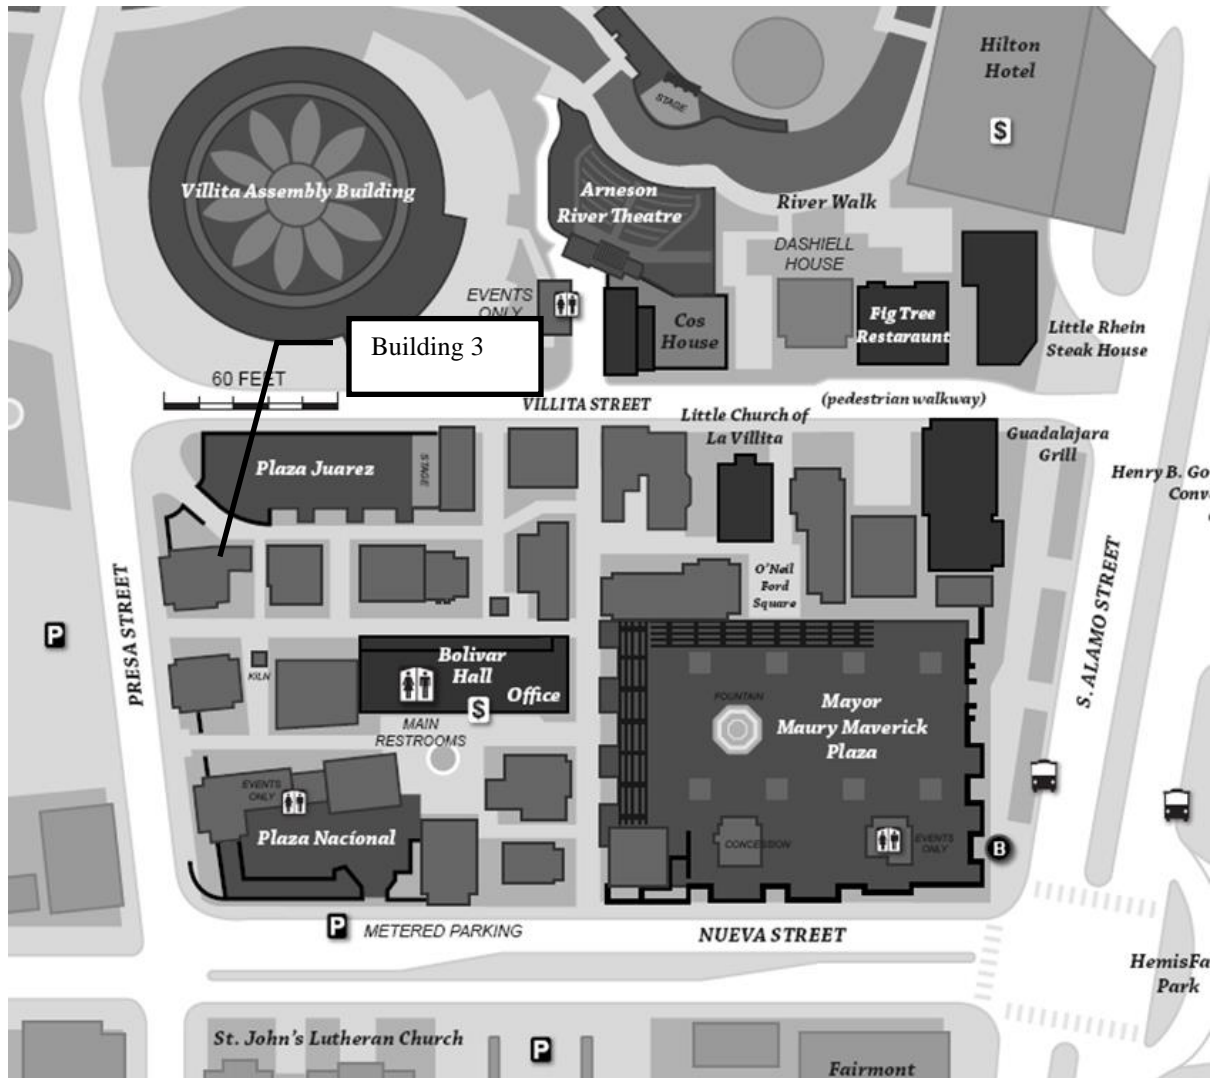 Hilton
Hotel
$
STAGE
Villita Assembly Building
Arneson
River Theatre
River Walk
DASHIELL
HOUSE
EVENTS
ONLY
Cos
House
Fig Tree
Restaraunt
Little Rhein
Steak House
Building 3
60 FEET
VILLITA STREET
(pedestrian walkway)
Little Church of
La Villita
Guadalajara
Grill
Plaza Juarez
STAGE
Henry B. Go
Conv
O'Neil
Ford
Square
PRESA STREET
S. ALAMO STREET
P
Bolivar
Hall
Office
$
KILN
MAIN
RESTROOMS
FOUNTAIN
Mayor
Maury Maverick
Plaza
EVENTS
ONLY
Plaza Nacíonal
CONCESSION
EVENTS
ONLY
B
P
METERED PARKING
NUEVA STREET
HemisFa
Park
St. John's Lutheran Church
P
Fairmont